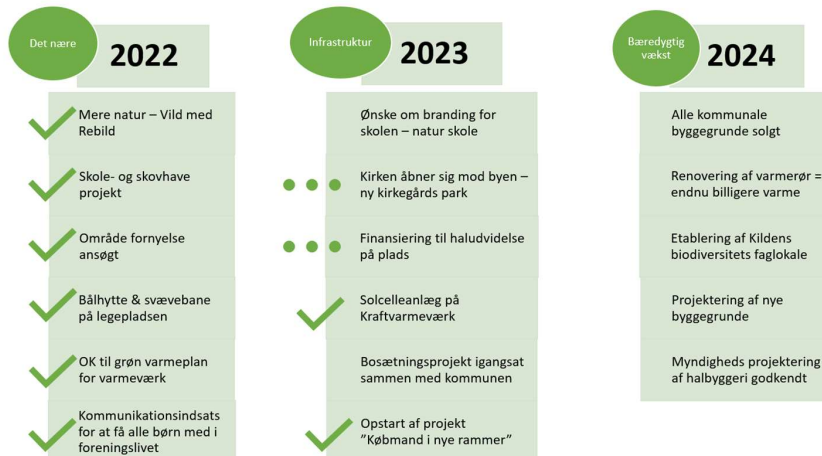 Det nære
2022
Mere natur – Vild med
Rebild
Skole- og skovhave
projekt
Område fornyelse
ansøgt
Bålhytte & svævebane
på legepladsen
OK til grøn varmeplan
for varmeværk
Kommunikationsindsats
for at få alle børn med i
foreningslivet
Infrastruktur
2023
Ønske om branding for
skolen – natur skole
Kirken åbner sig mod byen –
ny kirkegårds park
Finansiering til haludvidelse
på plads
Solcelleanlæg på
Kraftvarmeværk
Bosætningsprojekt igangsat
sammen med kommunen
Opstart af projekt
”Købmand i nye rammer”
Bæredygtig
vækst
2024
Alle kommunale
byggegrunde solgt
Renovering af varmerør =
endnu billigere varme
Etablering af Kildens
biodiversitets faglokale
Projektering af nye
byggegrunde
Myndigheds projektering
af halbyggeri godkendt